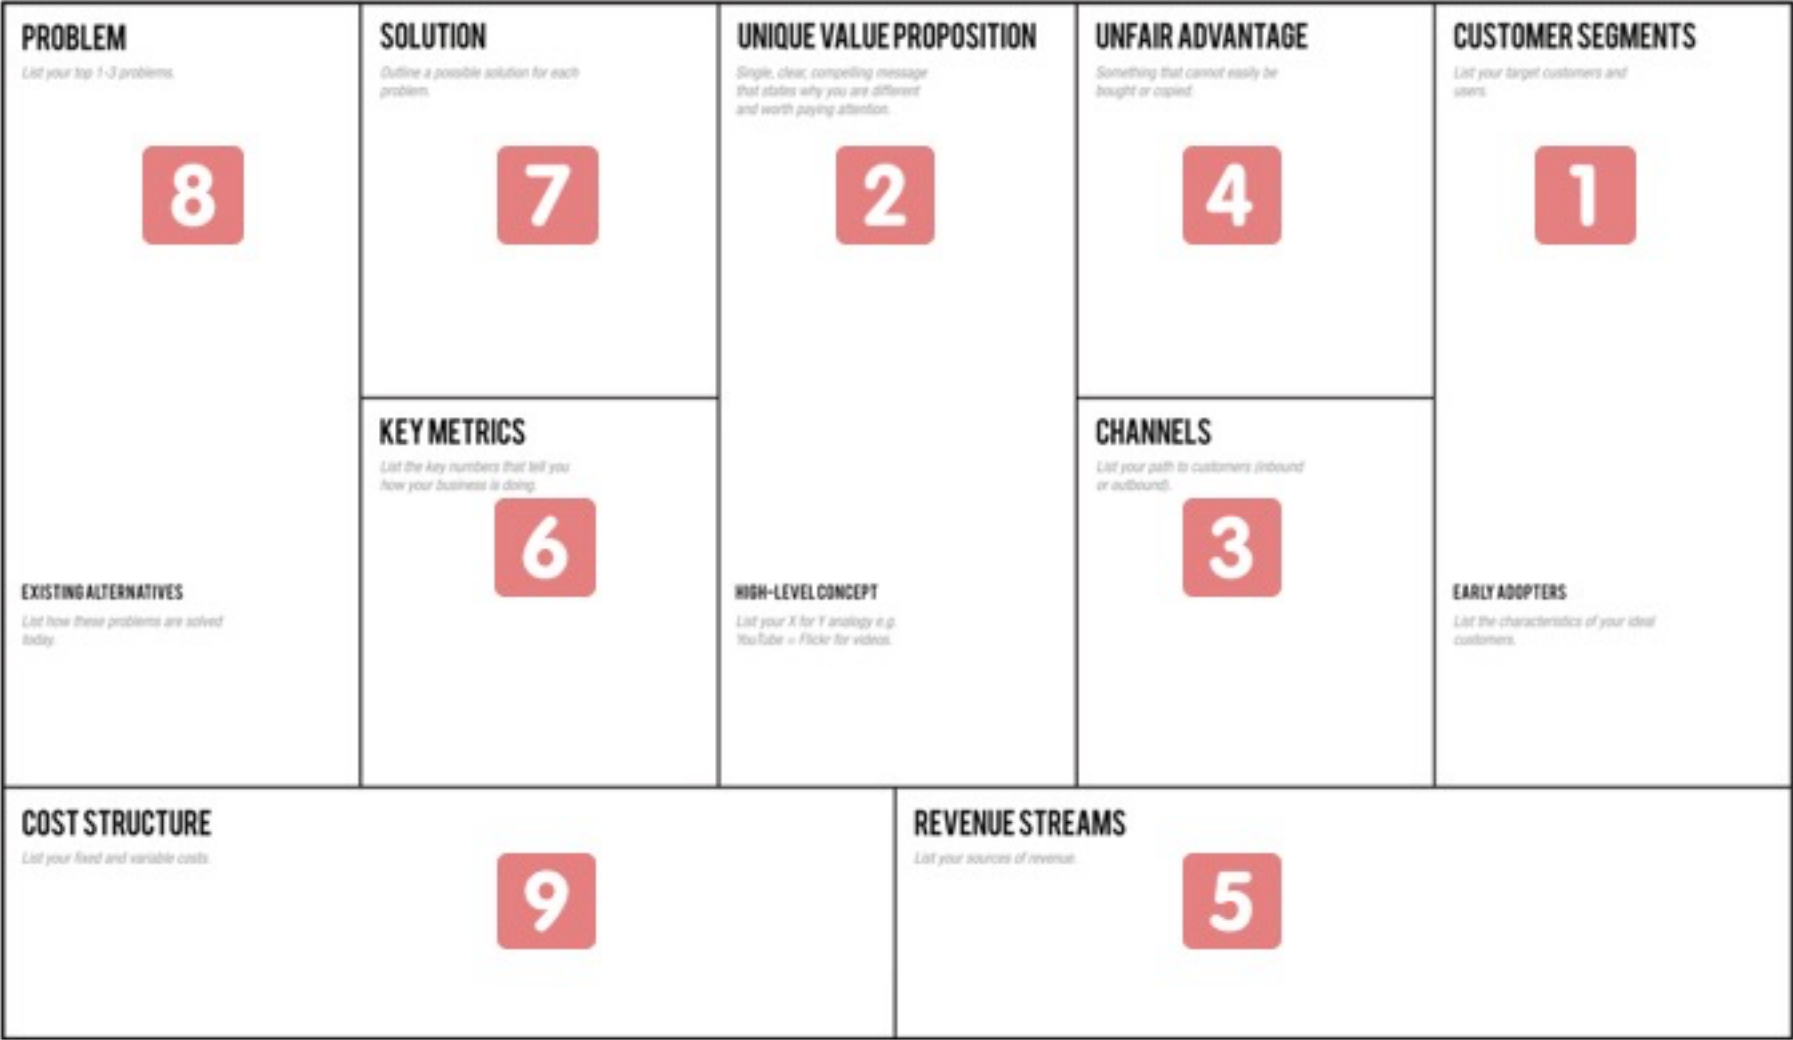 PROBLEM
List your top 1-3 problems.
8
EXISTING ALTERNATIVES
List how these problems are solved
today.
SOLUTION
Outline a possible solution for each
problem.
7
KEY METRICS
List the key numbers that tell you
how your business is doing.
6
UNIQUE VALUE PROPOSITION
Single, clear, compelling message
that states why you are different
and worth paying attention.
2
HIGH-LEVEL CONCEPT
List your X for Y analogy e.g.
YouTube = Flickr for videos.
UNFAIR ADVANTAGE
Something that cannot easily be
bought or copied.
4
CHANNELS
List your path to customers (inbound
or outbound).
3
CUSTOMER SEGMENTS
List your target customers and
users.
1
EARLY ADOPTERS
List the characteristics of your ideal
customers.
COST STRUCTURE
List your fixed and variable costs.
9
REVENUE STREAMS
List your sources of revenue.
5